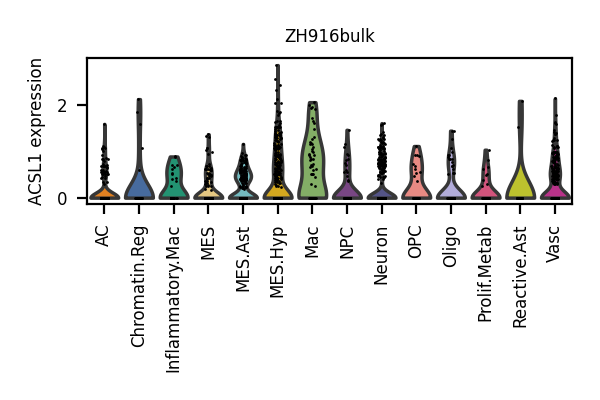 ZH916bulk
ACSL1 expression
2
0
AC
Chromatin.Reg
Inflammatory.Mac
MES
MES.Ast
MES.Hyp
Mac
NPC
Neuron
OPC
Oligo
Prolif.Metab
Reactive.Ast
Vasc